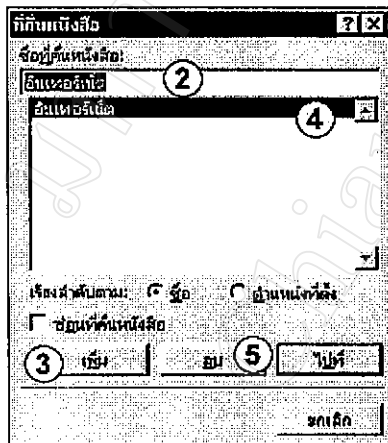 ที่คั่นหนังสือ ? X
ชื่อที่คั่นหนังสือ:
อินเทอร์เน็ต 2
อินเทอร์เน็ต 4
เรียงลำดับตาม: ชื่อ ตำแหน่งที่ตั้ง
ซ่อนที่คั่นหนังสือ
3 เพิ่ม ลบ 5 ไปที่
ยกเลิก